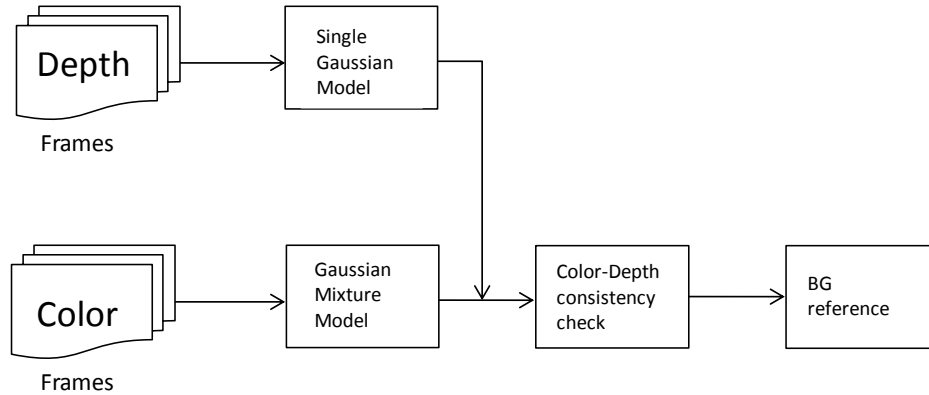 Depth
Frames
Single
Gaussian
Model
Color
Frames
Gaussian
Mixture
Model
Color-Depth
consistency
check
BG
reference